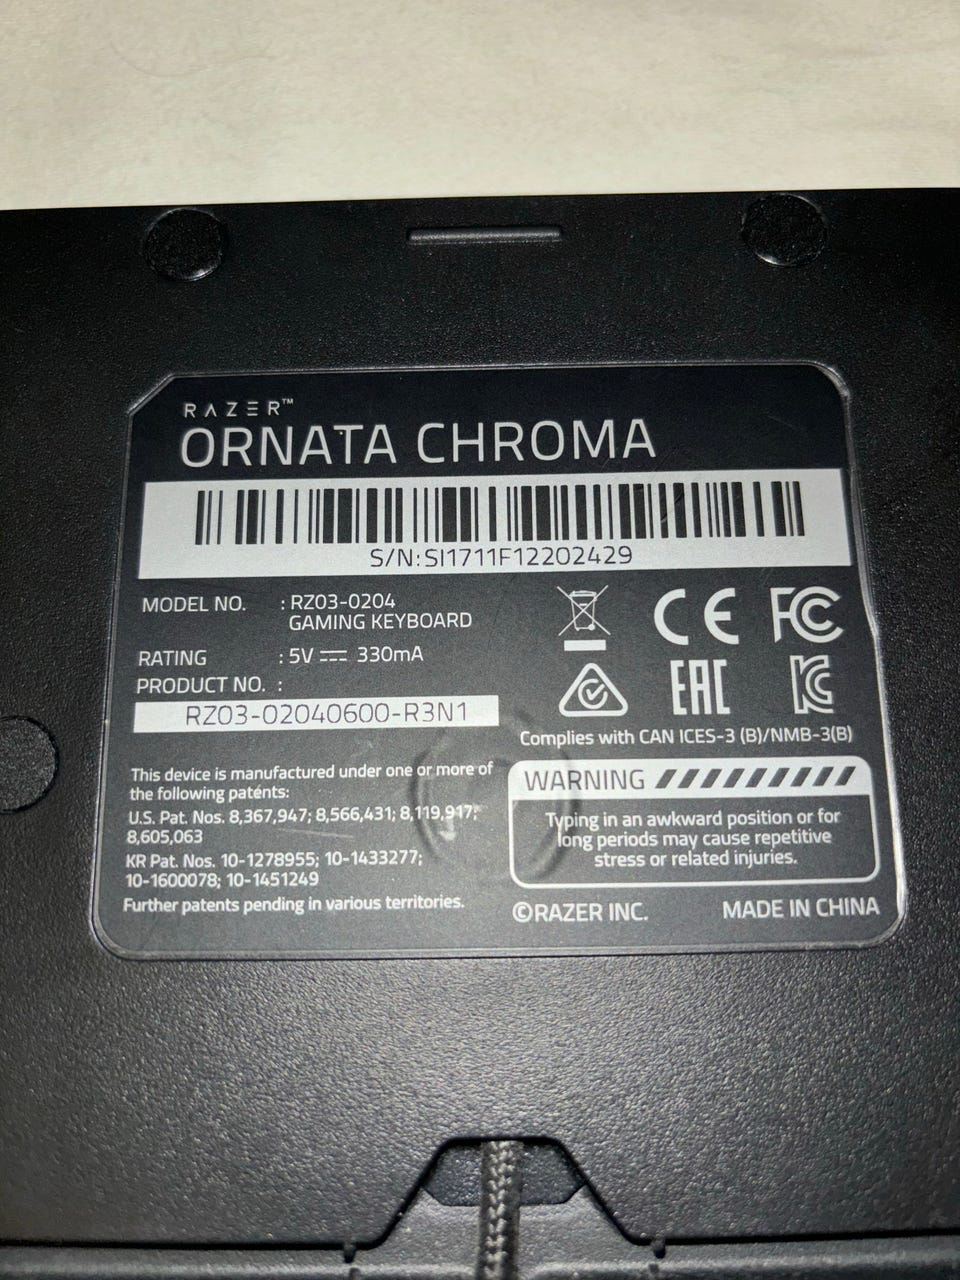 RAZER™
ORNATA CHROMA
S/N:SI1711F12202429
MODEL NO. : RZ03-0204
GAMING KEYBOARD
RATING : 5V ⎓ 330mA
PRODUCT NO. :
RZ03-02040600-R3N1
This device is manufactured under one or more of
the following patents:
U.S. Pat. Nos. 8,367,947; 8,566,431; 8,119,917;
8,605,063
KR Pat. Nos. 10-1278955; 10-1433277;
10-1600078; 10-1451249
Further patents pending in various territories.
CE FC
EAC KC
Complies with CAN ICES-3 (B)/NMB-3(B)
WARNING
Typing in an awkward position or for
long periods may cause repetitive
stress or related injuries.
©RAZER INC. MADE IN CHINA